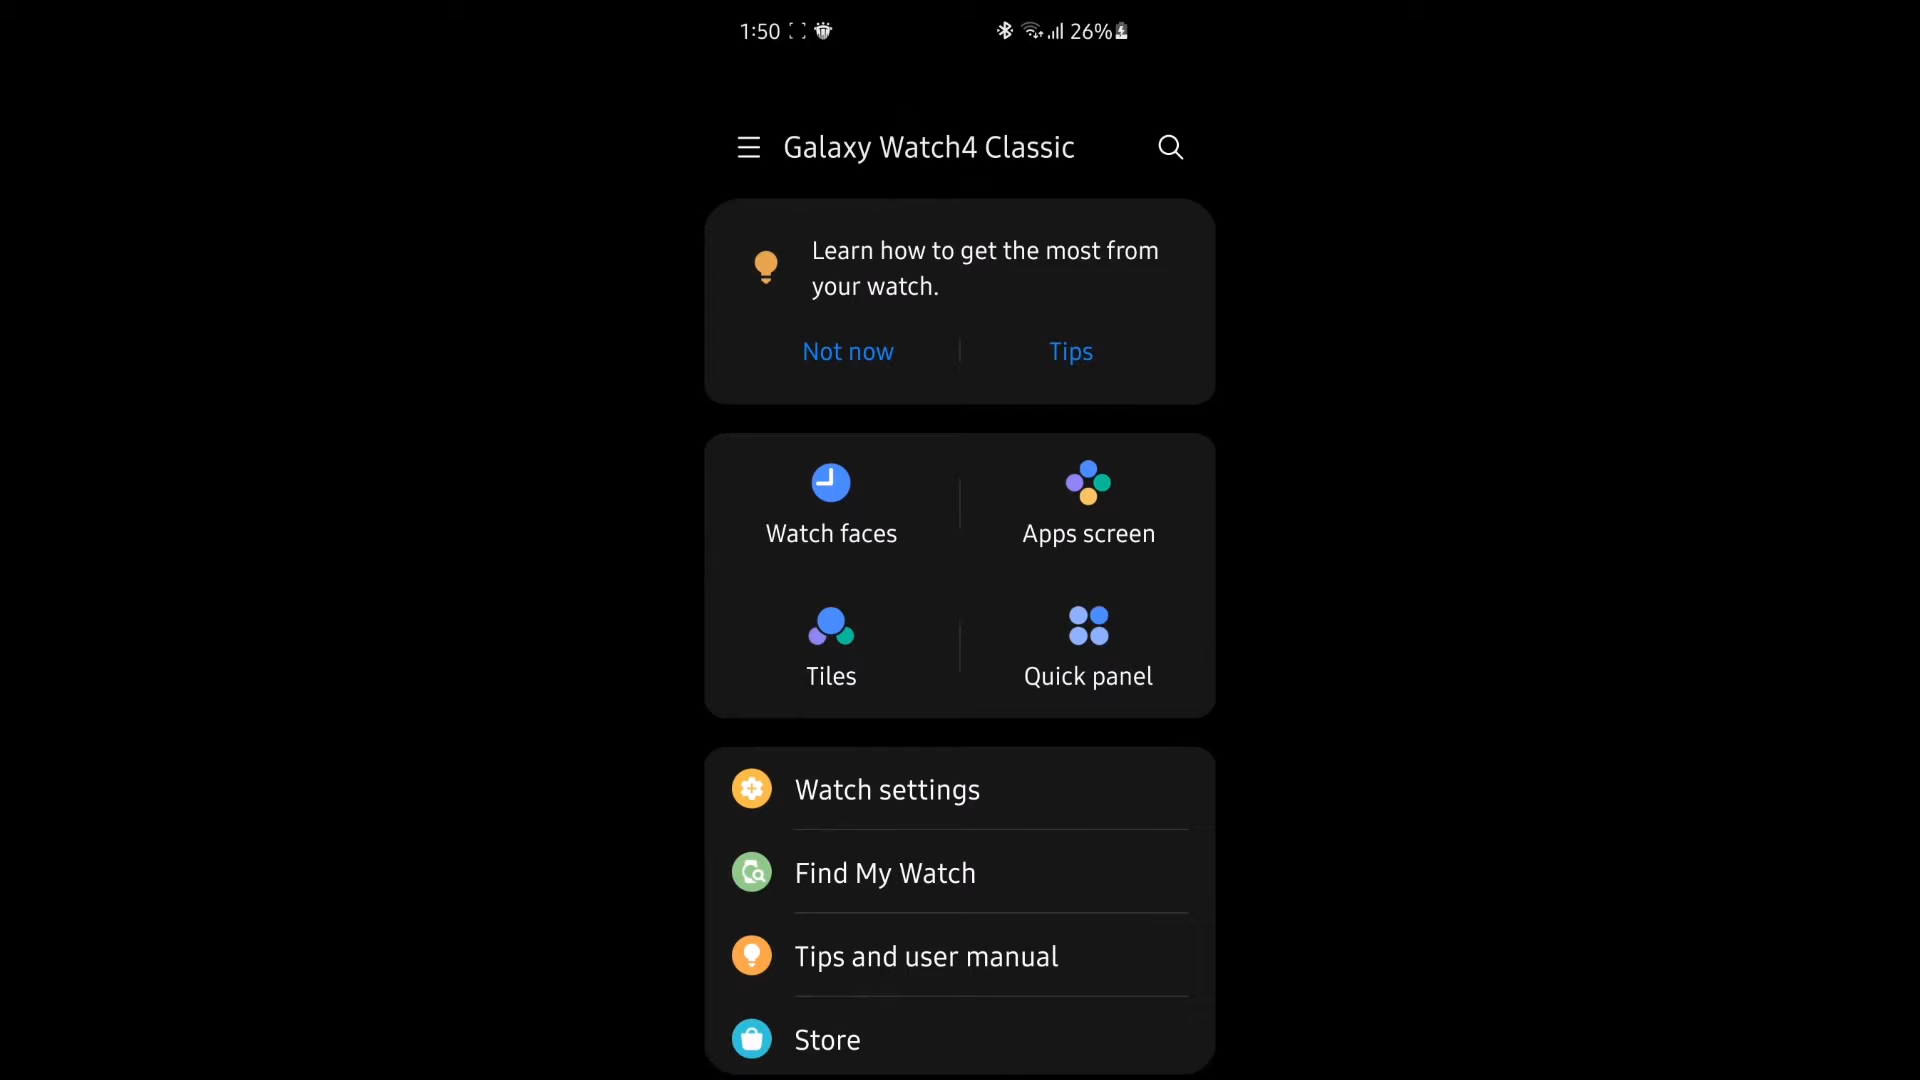 1:50 26%
Galaxy Watch4 Classic
Learn how to get the most from
your watch.
Not now Tips
Watch faces Apps screen
Tiles Quick panel
Watch settings
Find My Watch
Tips and user manual
Store